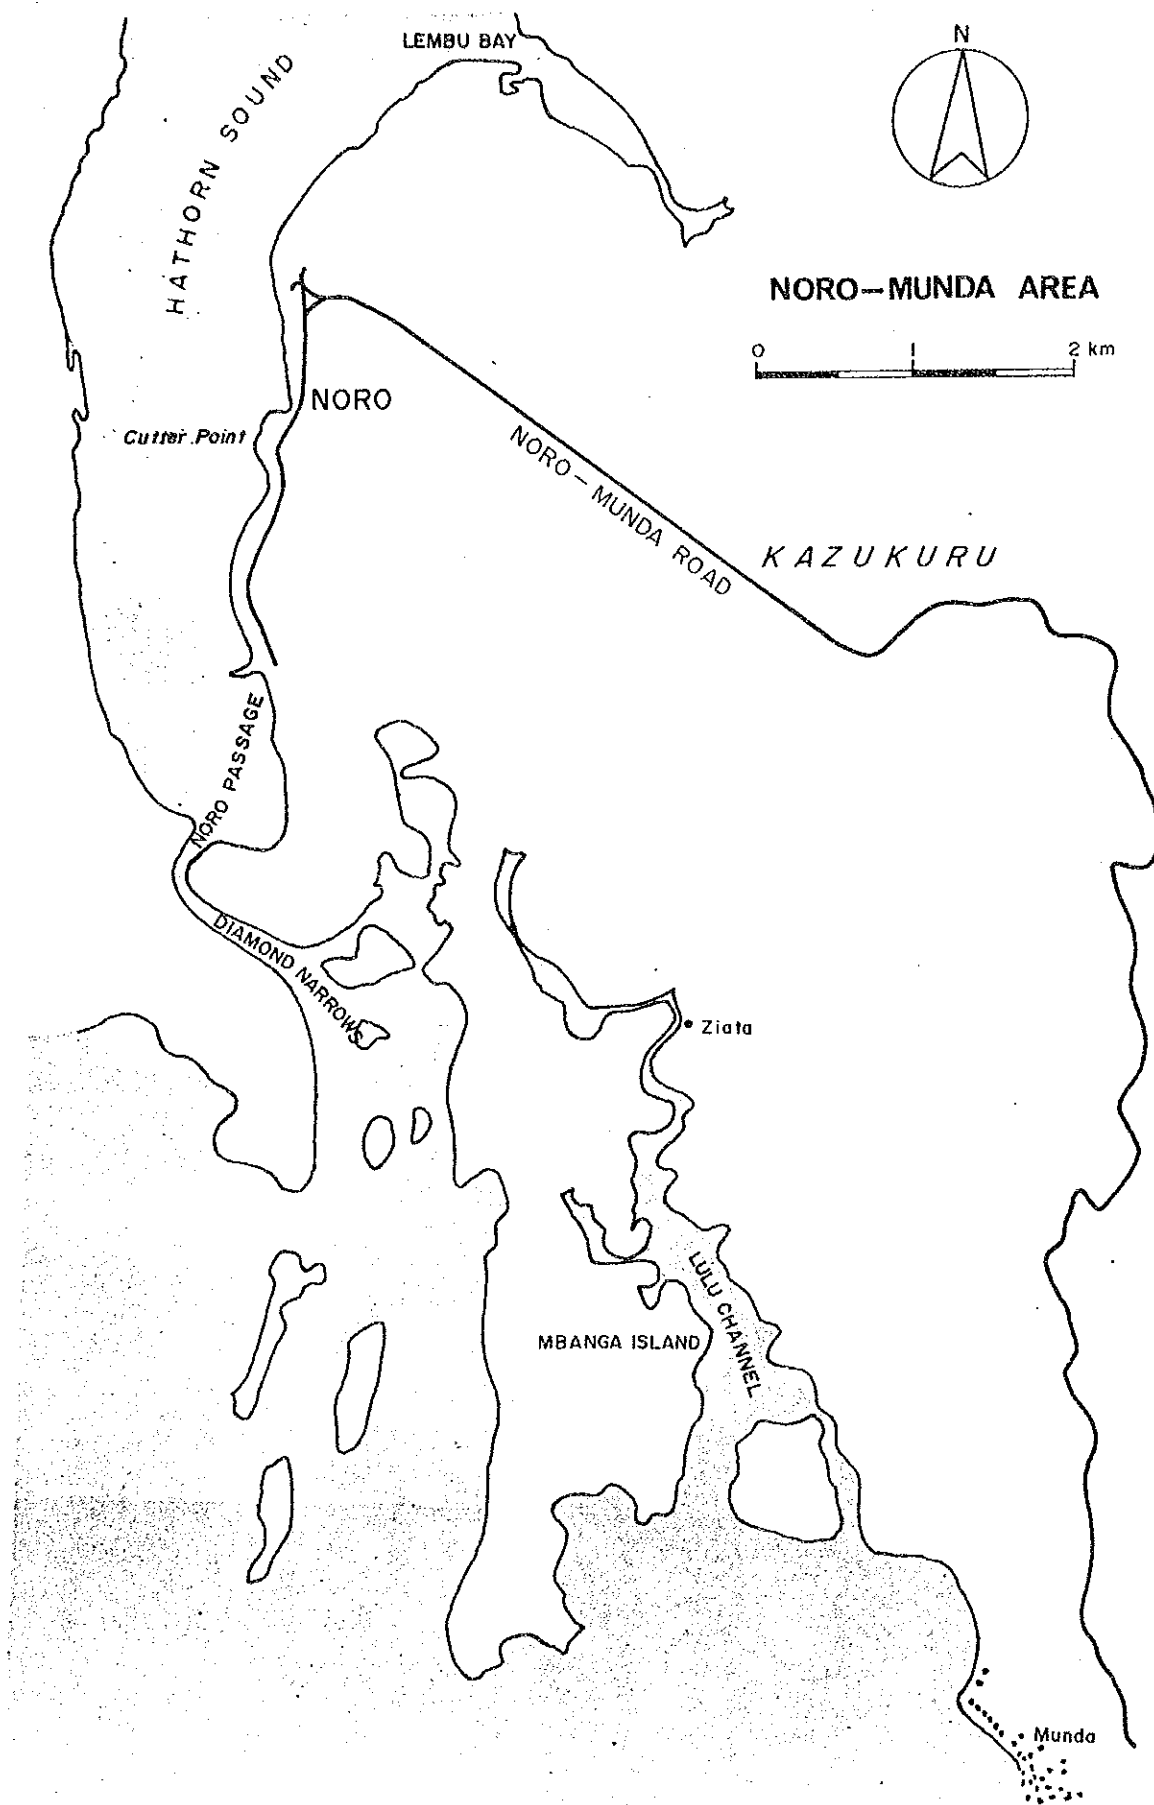 LEMBU BAY
N
HATHORN SOUND
NORO-MUNDA AREA
0 1 2 km
NORO
Cutter Point
NORO-MUNDA ROAD
KAZUKURU
NORO PASSAGE
DIAMOND NARROWS
Ziata
LULU CHANNEL
MBANGA ISLAND
Munda